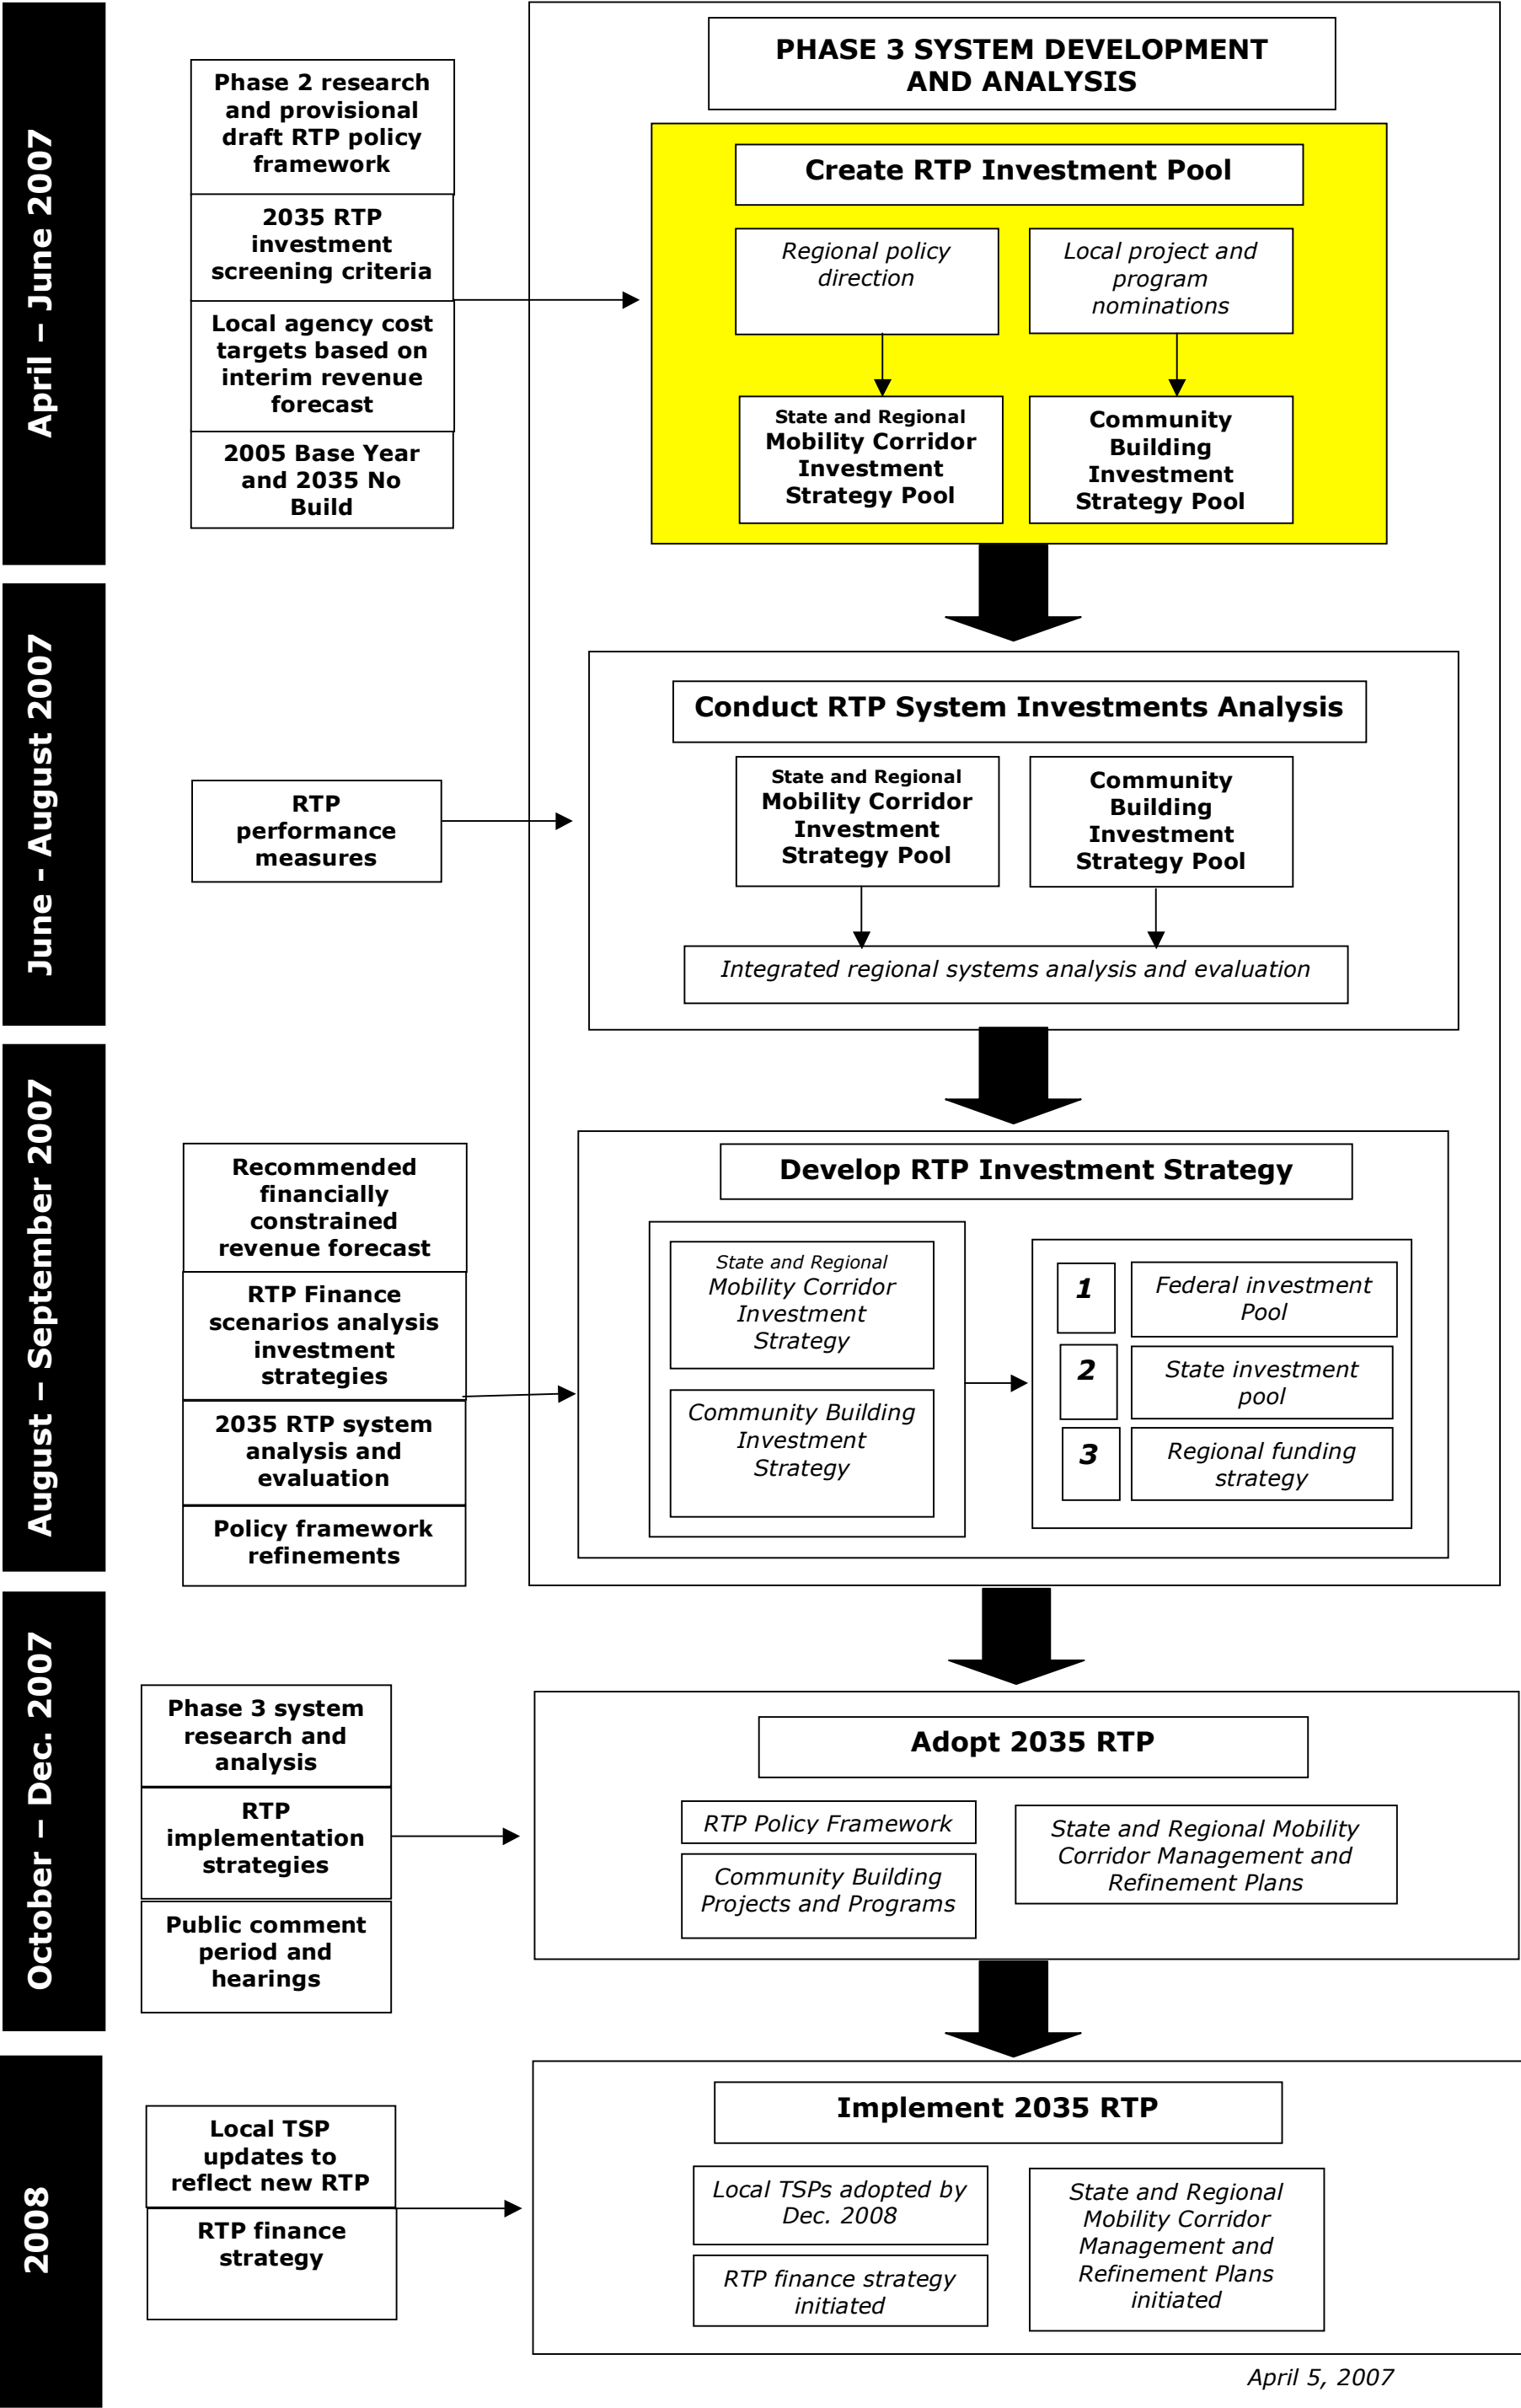 April – June 2007
Phase 2 research
and provisional
draft RTP policy
framework
2035 RTP
investment
screening criteria
Local agency cost
targets based on
interim revenue
forecast
2005 Base Year
and 2035 No
Build
PHASE 3 SYSTEM DEVELOPMENT
AND ANALYSIS
Create RTP Investment Pool
Regional policy
direction
Local project and
program
nominations
State and Regional
Mobility Corridor
Investment
Strategy Pool
Community
Building
Investment
Strategy Pool
June - August 2007
RTP
performance
measures
Conduct RTP System Investments Analysis
State and Regional
Mobility Corridor
Investment
Strategy Pool
Community
Building
Investment
Strategy Pool
Integrated regional systems analysis and evaluation
August – September 2007
Recommended
financially
constrained
revenue forecast
RTP Finance
scenarios analysis
investment
strategies
2035 RTP system
analysis and
evaluation
Policy framework
refinements
Develop RTP Investment Strategy
State and Regional
Mobility Corridor
Investment
Strategy
Community Building
Investment
Strategy
1
Federal investment
Pool
2
State investment
pool
3
Regional funding
strategy
October – Dec. 2007
Phase 3 system
research and
analysis
RTP
implementation
strategies
Public comment
period and
hearings
Adopt 2035 RTP
RTP Policy Framework
Community Building
Projects and Programs
State and Regional Mobility
Corridor Management and
Refinement Plans
2008
Local TSP
updates to
reflect new RTP
RTP finance
strategy
Implement 2035 RTP
Local TSPs adopted by
Dec. 2008
RTP finance strategy
initiated
State and Regional
Mobility Corridor
Management and
Refinement Plans
initiated
April 5, 2007